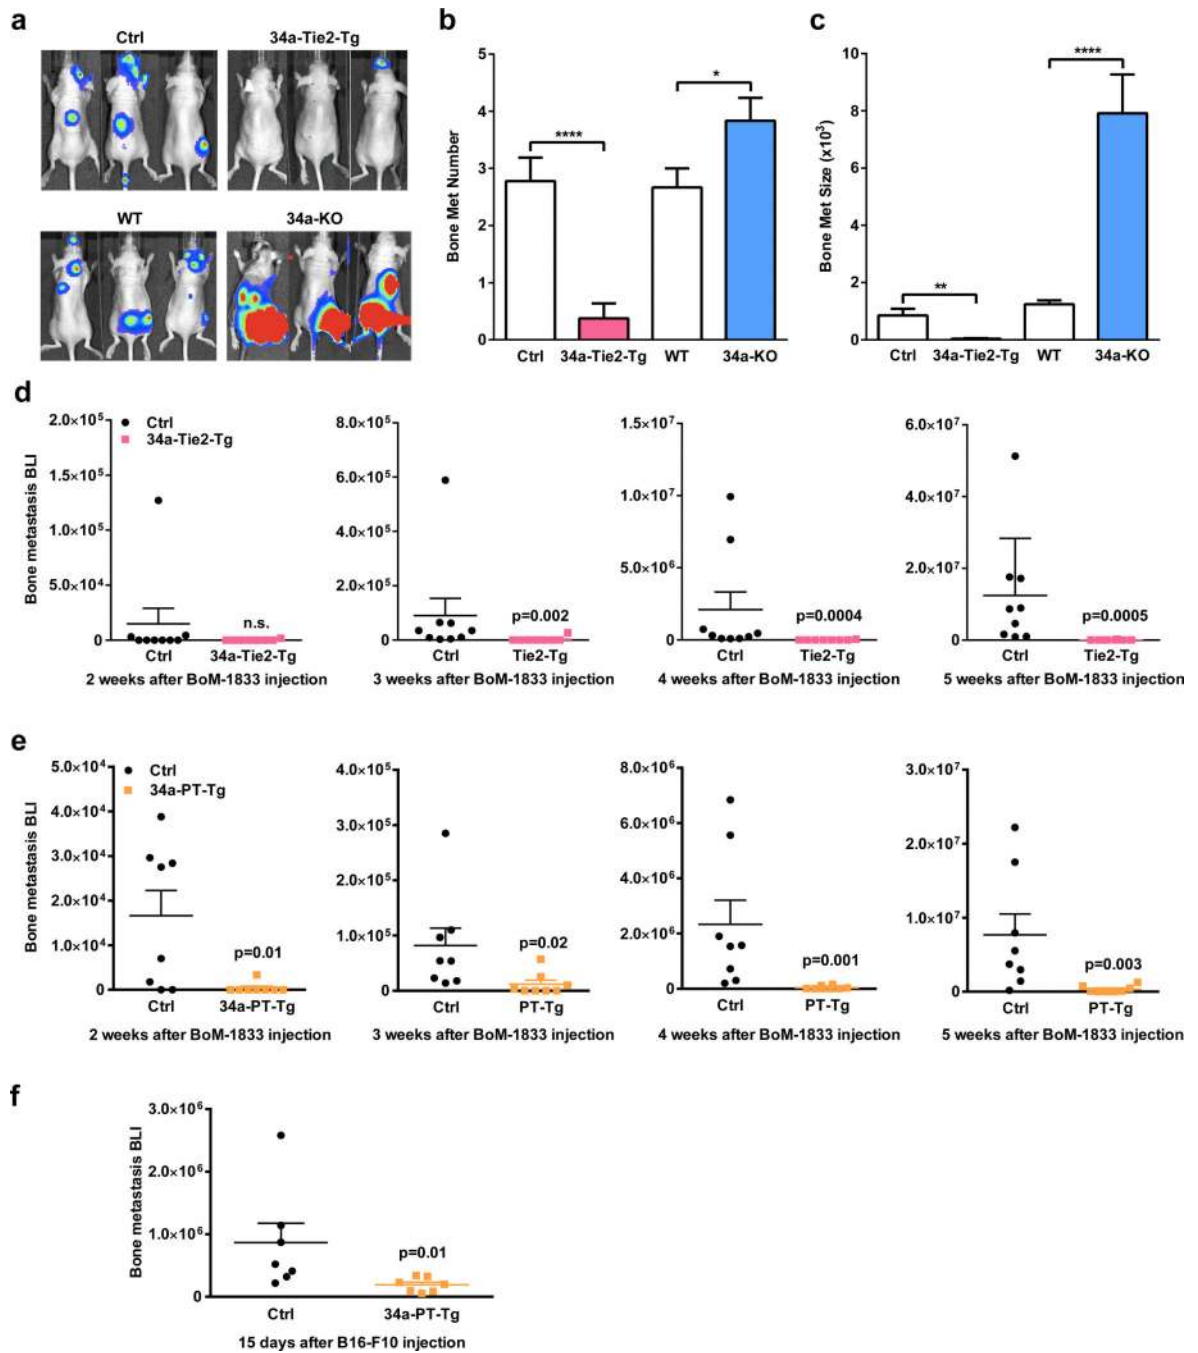 a
Ctrl 34a-Tie2-Tg
WT 34a-KO
b
Bone Met Number
5
4
3
2
1
0
****
*
Ctrl 34a-Tie2-Tg WT 34a-KO
c
Bone Met Size (x10³)
10
8
6
4
2
0
**
****
Ctrl 34a-Tie2-Tg WT 34a-KO
d
Bone metastasis BLI
2.0×10⁵
1.5×10⁵
1.0×10⁵
5.0×10⁴
0
Ctrl
34a-Tie2-Tg
n.s.
Ctrl 34a-Tie2-Tg
2 weeks after BoM-1833 injection
8.0×10⁵
6.0×10⁵
4.0×10⁵
2.0×10⁵
0
p=0.002
Ctrl Tie2-Tg
3 weeks after BoM-1833 injection
1.5×10⁷
1.0×10⁷
5.0×10⁶
0
p=0.0004
Ctrl Tie2-Tg
4 weeks after BoM-1833 injection
6.0×10⁷
4.0×10⁷
2.0×10⁷
0
p=0.0005
Ctrl Tie2-Tg
5 weeks after BoM-1833 injection
e
Bone metastasis BLI
5.0×10⁴
4.0×10⁴
3.0×10⁴
2.0×10⁴
1.0×10⁴
0
Ctrl
34a-PT-Tg
p=0.01
Ctrl 34a-PT-Tg
2 weeks after BoM-1833 injection
4.0×10⁵
3.0×10⁵
2.0×10⁵
1.0×10⁵
0
p=0.02
Ctrl PT-Tg
3 weeks after BoM-1833 injection
8.0×10⁶
6.0×10⁶
4.0×10⁶
2.0×10⁶
0
p=0.001
Ctrl PT-Tg
4 weeks after BoM-1833 injection
3.0×10⁷
2.0×10⁷
1.0×10⁷
0
p=0.003
Ctrl PT-Tg
5 weeks after BoM-1833 injection
f
Bone metastasis BLI
3.0×10⁶
2.0×10⁶
1.0×10⁶
0
p=0.01
Ctrl 34a-PT-Tg
15 days after B16-F10 injection